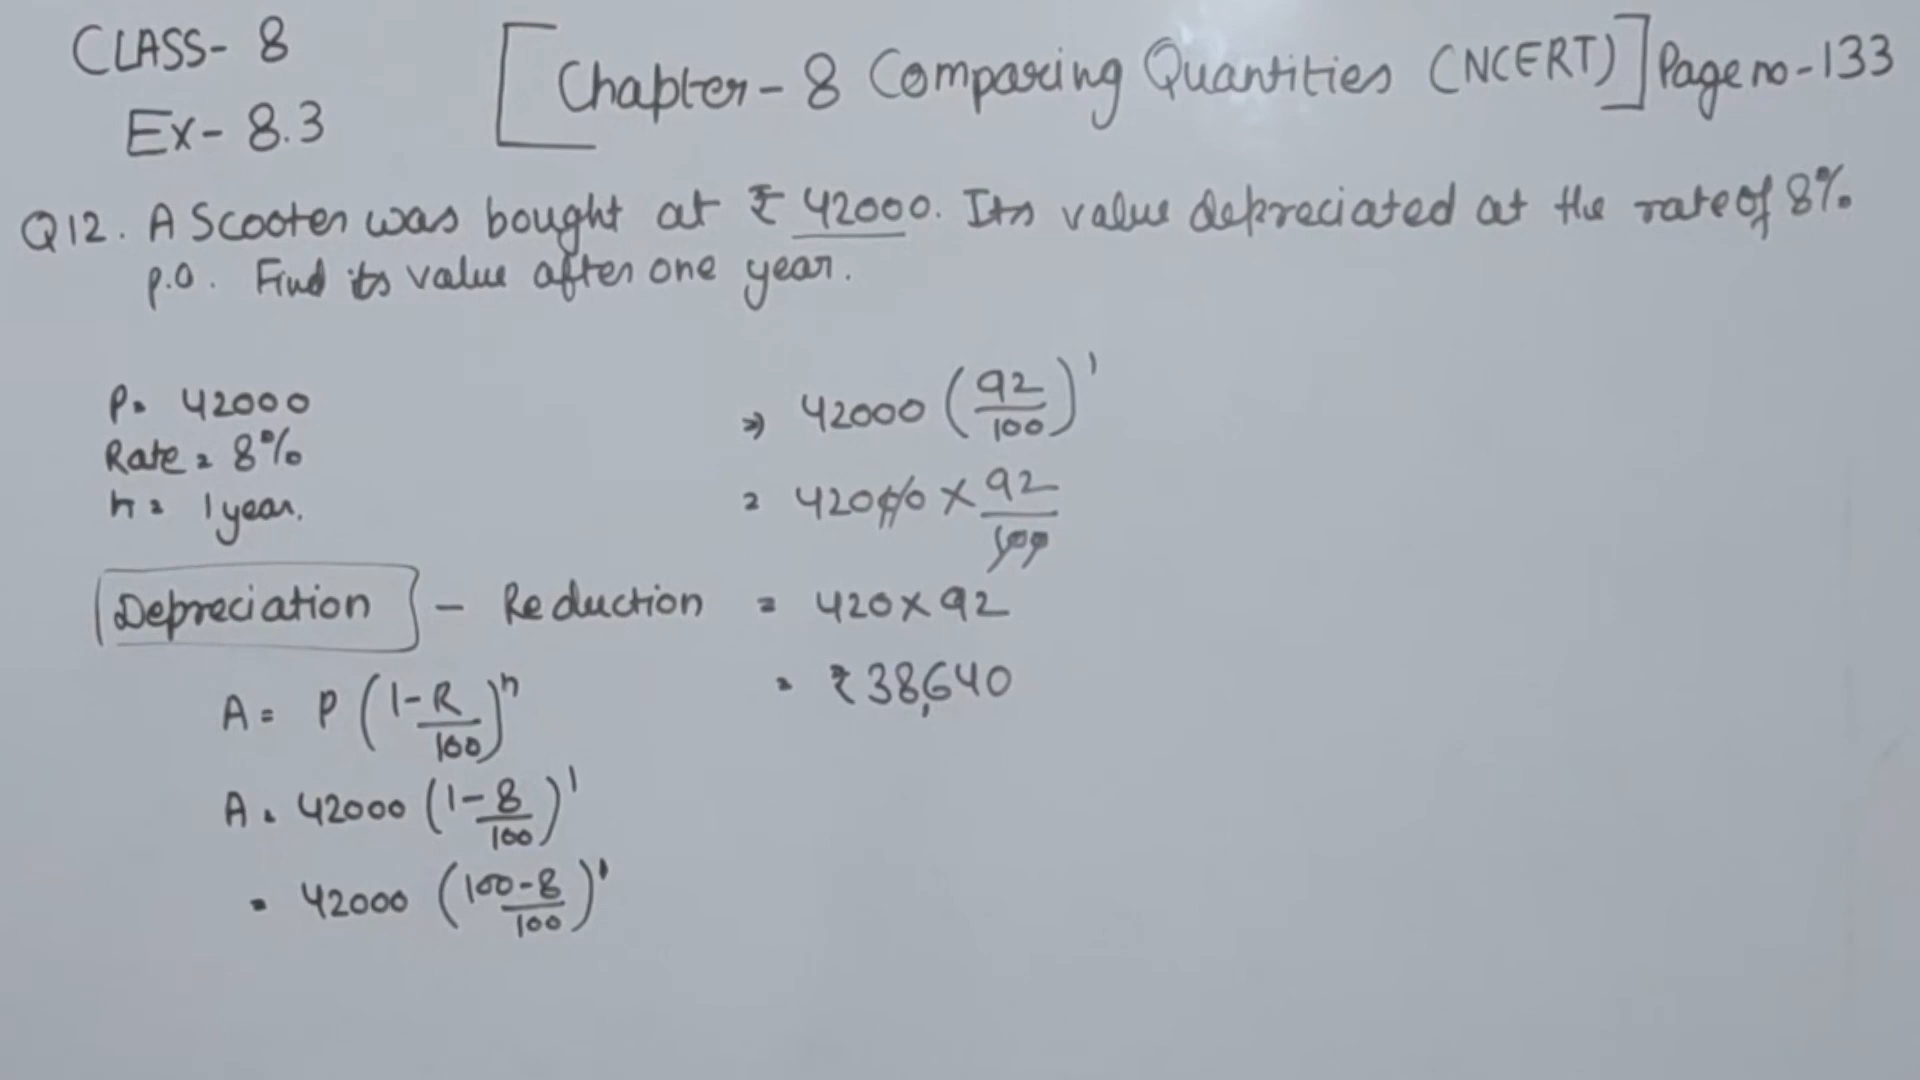 CLASS- 8
Ex- 8.3
[Chapter-8 Comparing Quantities (NCERT)] Page no-133
Q12. A Scooter was bought at ₹ 42000. Its value depreciated at the rate of 8%
p.a. Find its value after one year.
P= 42000
Rate = 8%
n = 1 year.
Depreciation - Reduction
A = P (1-R/100)^n
A = 42000 (1-8/100)^1
= 42000 (100-8/100)^1
⇒ 42000 (92/100)^1
= 42000 × 92/100
= 420 × 92
= ₹38,640